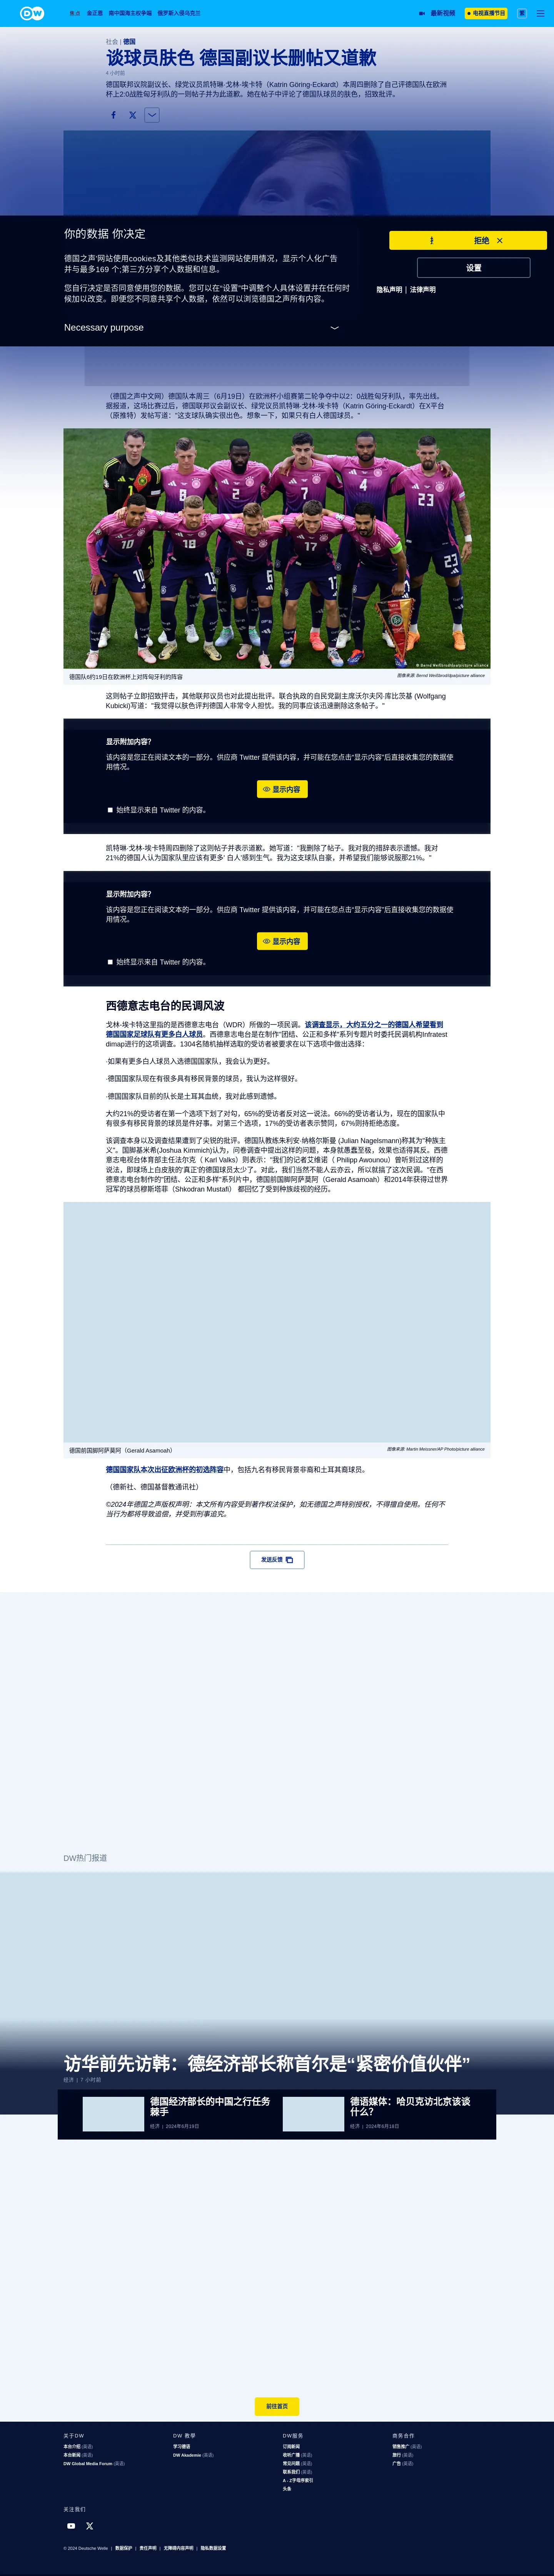 DW
焦点 金正恩 南中国海主权争端 俄罗斯入侵乌克兰
最新视频
电视直播节目
繁
社会 | 德国
谈球员肤色 德国副议长删帖又道歉
4 小时前
德国联邦议院副议长、绿党议员凯特琳·戈林-埃卡特（Katrin Göring-Eckardt）本周四删除了自己评德国队在欧洲
杯上2:0战胜匈牙利队的一则帖子并为此道歉。她在帖子中评论了德国队球员的肤色，招致批评。
你的数据 你决定
德国之声'网站使用cookies及其他类似技术监测网站使用情况，显示个人化广告
并与最多169 个;第三方分享个人数据和信息。
您自行决定是否同意使用您的数据。您可以在“设置”中调整个人具体设置并在任何时
候加以改变。即便您不同意共享个人数据，依然可以浏览德国之声所有内容。
Necessary purpose
拒绝
设置
隐私声明 | 法律声明
（德国之声中文网）德国队本周三（6月19日）在欧洲杯小组赛第二轮争夺中以2：0战胜匈牙利队，率先出线。
据报道，这场比赛过后，德国联邦议会副议长、绿党议员凯特琳·戈林-埃卡特（Katrin Göring-Eckardt）在X平台
（原推特）发帖写道："这支球队确实很出色。想象一下，如果只有白人德国球员。"
© Bernd Weißbrod/dpa/picture alliance
德国队6约19日在欧洲杯上对阵匈牙利的阵容
图像来源: Bernd Weißbrod/dpa/picture alliance
这则帖子立即招致抨击，其他联邦议员也对此提出批评。联合执政的自民党副主席沃尔夫冈·库比茨基 (Wolfgang
Kubicki)写道："我觉得以肤色评判德国人非常令人担忧。我的同事应该迅速删除这条帖子。"
显示附加内容？
该内容是您正在阅读文本的一部分。供应商 Twitter 提供该内容，并可能在您点击“显示内容”后直接收集您的数据使
用情况。
显示内容
始终显示来自 Twitter 的内容。
凯特琳·戈林-埃卡特周四删除了这则帖子并表示道歉。她写道："我删除了帖子。我对我的措辞表示遗憾。我对
21%的德国人认为国家队里应该有更多' 白人'感到生气。我为这支球队自豪，并希望我们能够说服那21%。"
显示附加内容？
该内容是您正在阅读文本的一部分。供应商 Twitter 提供该内容，并可能在您点击“显示内容”后直接收集您的数据使
用情况。
显示内容
始终显示来自 Twitter 的内容。
西德意志电台的民调风波
戈林-埃卡特这里指的是西德意志电台（WDR）所做的一项民调。该调查显示，大约五分之一的德国人希望看到
德国国家足球队有更多白人球员。西德意志电台是在制作"团结、公正和多样"系列专题片时委托民调机构Infratest
dimap进行的这项调查。1304名随机抽样选取的受访者被要求在以下选项中做出选择：
·如果有更多白人球员入选德国国家队，我会认为更好。
·德国国家队现在有很多具有移民背景的球员，我认为这样很好。
·德国国家队目前的队长是土耳其血统，我对此感到遗憾。
大约21%的受访者在第一个选项下划了对勾，65%的受访者反对这一说法。66%的受访者认为，现在的国家队中
有很多有移民背景的球员是件好事。对第三个选项，17%的受访者表示赞同，67%则持拒绝态度。
该调查本身以及调查结果遭到了尖锐的批评。德国队教练朱利安·纳格尔斯曼 (Julian Nagelsmann)称其为“种族主
义”。国脚基米希(Joshua Kimmich)认为，问卷调查中提出这样的问题，本身就愚蠢至极，效果也适得其反。西德
意志电视台体育部主任法尔克（ Karl Valks）则表示："我们的记者艾维诺（ Philipp Awounou）曾听到过这样的
说法，即球场上白皮肤的'真正'的德国球员太少了。对此，我们当然不能人云亦云，所以就搞了这次民调。"在西
德意志电台制作的"团结、公正和多样"系列片中，德国前国脚阿萨莫阿（Gerald Asamoah）和2014年获得过世界
冠军的球员穆斯塔菲（Shkodran Mustafi） 都回忆了受到种族歧视的经历。
德国前国脚阿萨莫阿（Gerald Asamoah）
图像来源: Martin Meissner/AP Photo/picture alliance
德国国家队本次出征欧洲杯的初选阵容中，包括九名有移民背景非裔和土耳其裔球员。
（德新社、德国基督教通讯社）
©2024年德国之声版权声明：本文所有内容受到著作权法保护，如无德国之声特别授权，不得擅自使用。任何不
当行为都将导致追偿，并受到刑事追究。
发送反馈
DW热门报道
访华前先访韩：德经济部长称首尔是“紧密价值伙伴”
经济 | 7 小时前
德国经济部长的中国之行任务
棘手
经济 | 2024年6月19日
德语媒体：哈贝克访北京该谈
什么？
经济 | 2024年6月18日
前往首页
关于DW
本台介绍 (英语)
本台新闻 (英语)
DW Global Media Forum (英语)
DW 教學
学习德语
DW Akademie (英语)
DW服务
订阅新闻
收听广播 (英语)
常见问题 (英语)
联系我们 (英语)
A - Z字母序索引
头条
商务合作
销售推广 (英语)
旅行 (英语)
广告 (英语)
关注我们
© 2024 Deutsche Welle | 数据保护 | 责任声明 | 无障碍内容声明 | 隐私数据设置